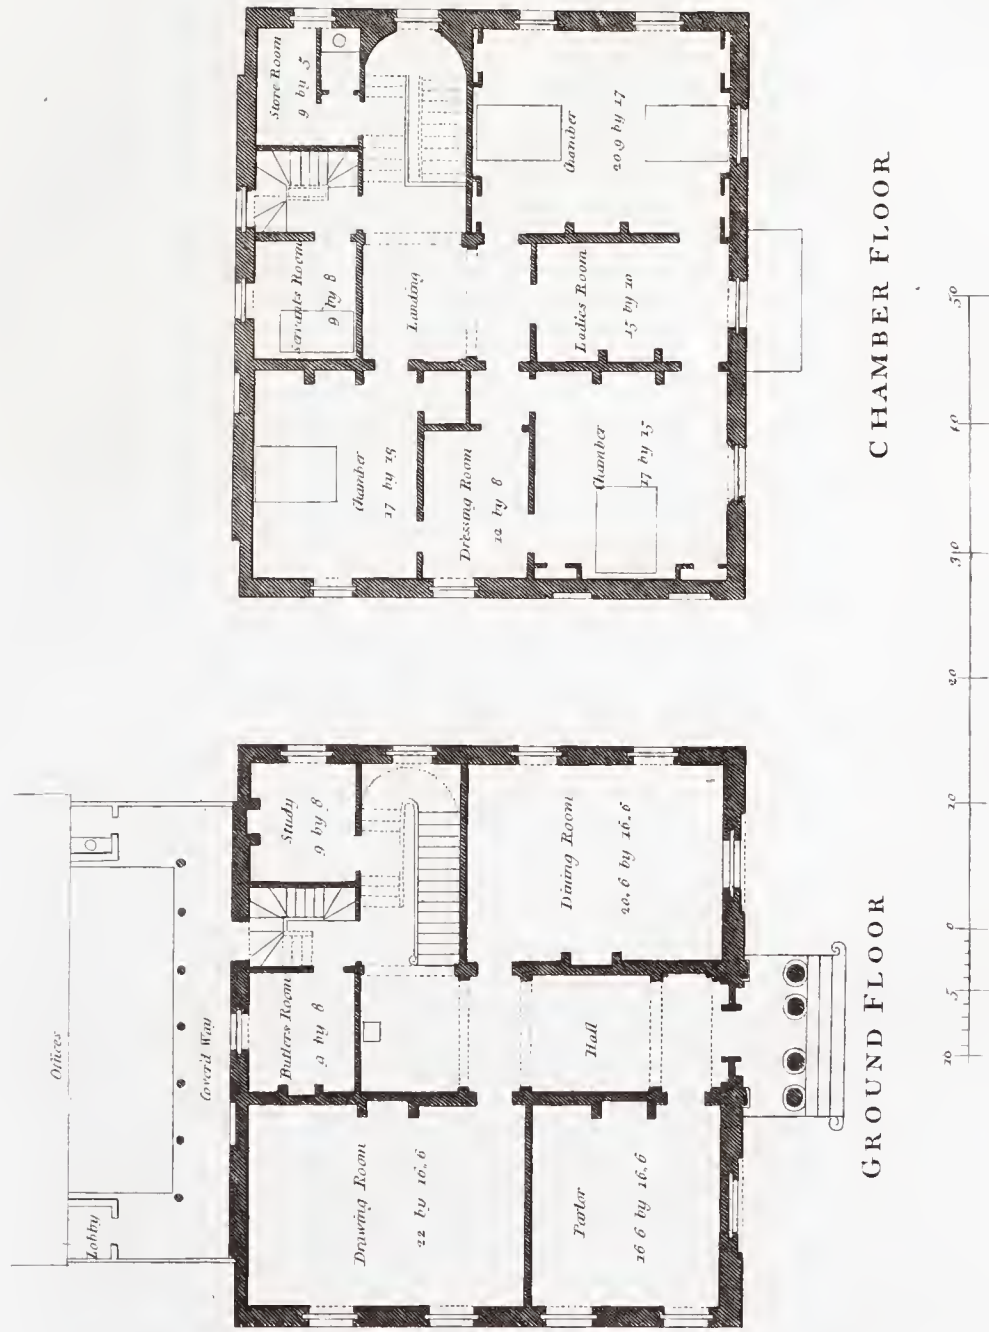 Offices
Lobby
Coverd Way
Drawing Room
22 by 16.6
Butlers Room
9 by 8
Study
9 by 8
Parlor
16 6 by 16.6
Hall
Dining Room
20.6 by 16.6
GROUND FLOOR
Chamber
17 by 15
Servants Room
9 by 8
Store Room
9 by 5
Dressing Room
12 by 8
Landing
Chamber
17 by 15
Ladies Room
15 by 10
Chamber
20.9 by 17
CHAMBER FLOOR
10 5 0 10 20 30 40 50